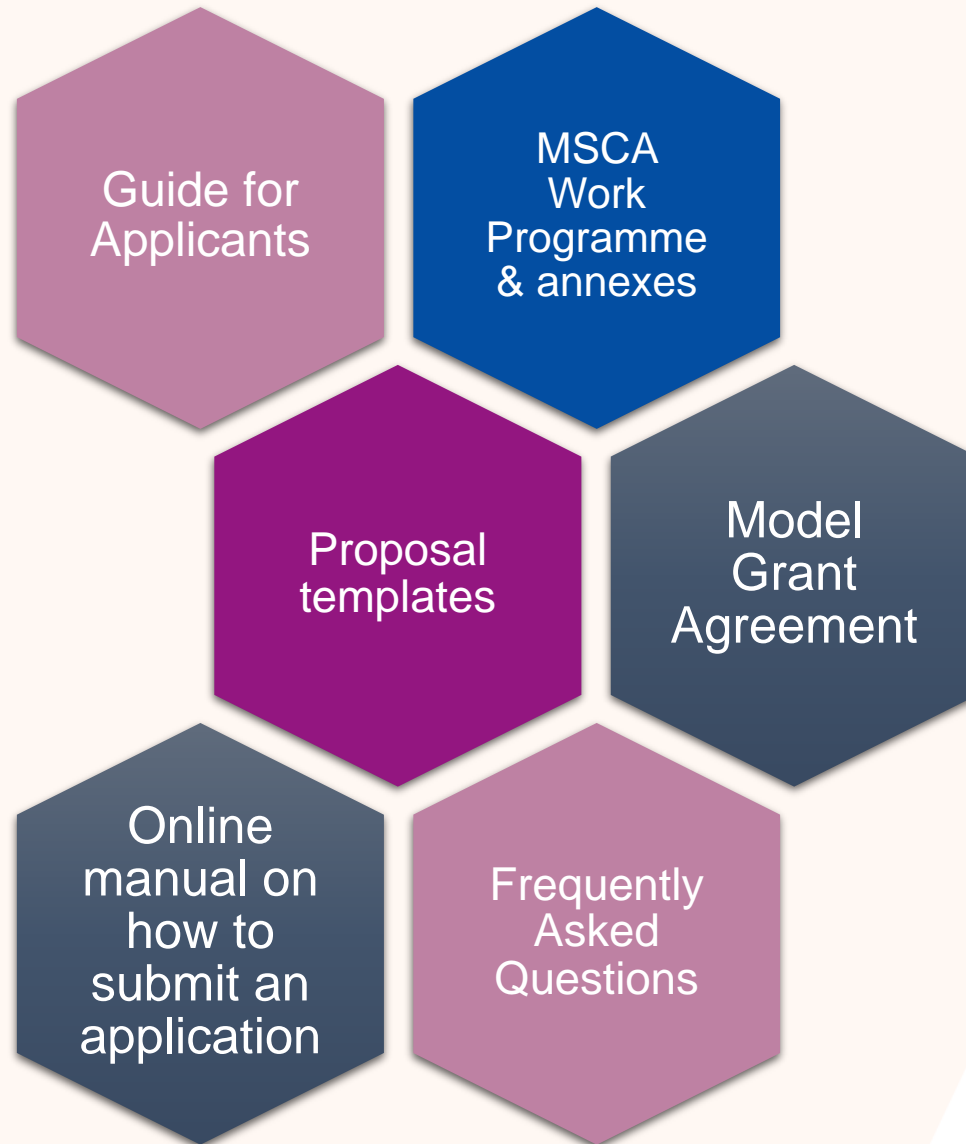 Guide for
Applicants
MSCA
Work
Programme
& annexes
Proposal
templates
Model
Grant
Agreement
Online
manual on
how to
submit an
application
Frequently
Asked
Questions